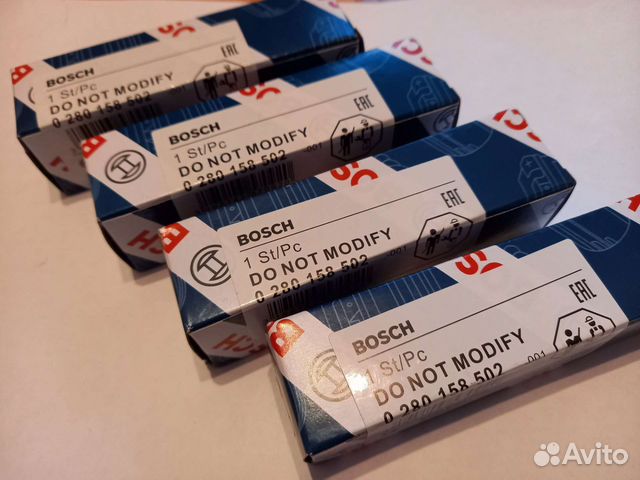 BOSCH
1 St/Pc
DO NOT MODIFY
0 280 158 502
EAC
BOSCH
1 St/Pc
DO NOT MODIFY
0 280 158 502
.001
EAC
BOSCH
1 St/Pc
DO NOT MODIFY
0 280 158 502
.001
EAC
BOSCH
1 St/Pc
DO NOT MODIFY
0 280 158 502
.001
EAC
Avito